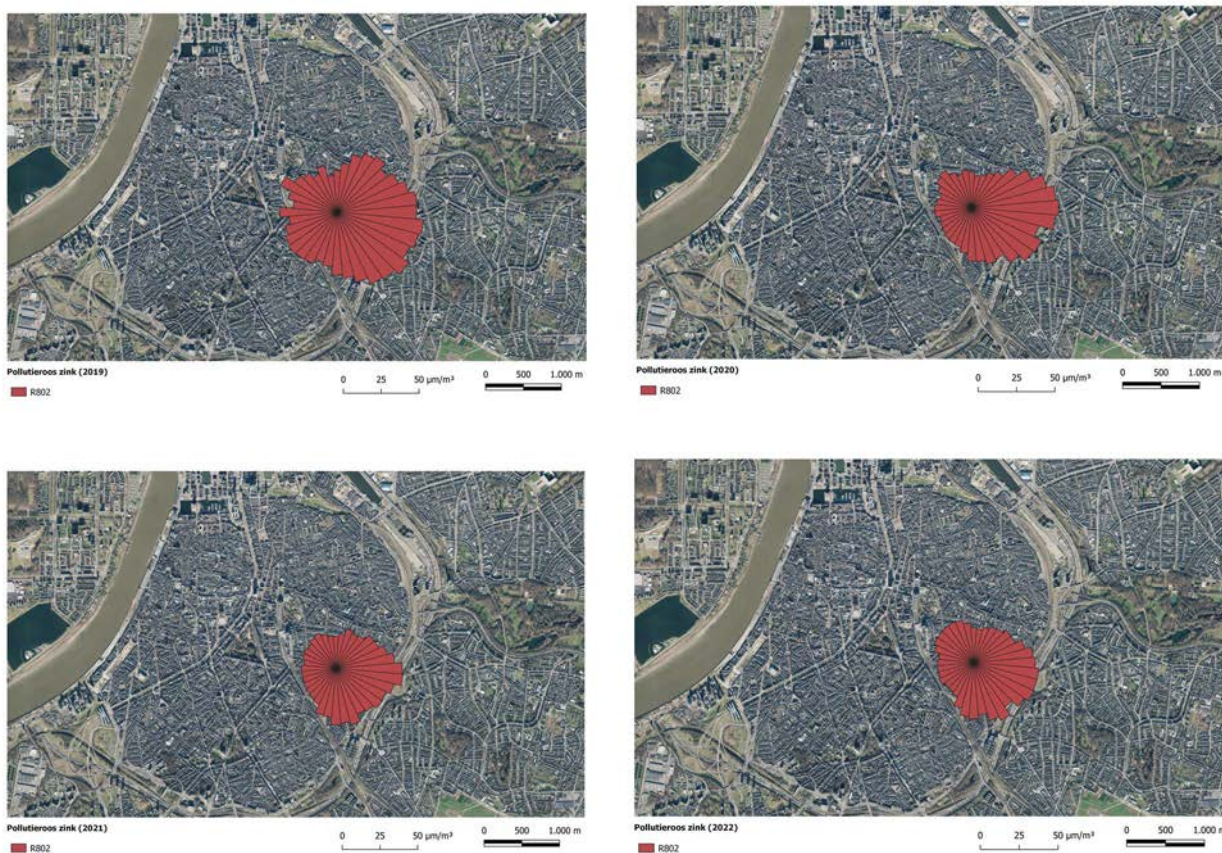 Pollutieroos zink (2019)
R802
0 25 50 µm/m³
0 500 1.000 m
Pollutieroos zink (2020)
R802
0 25 50 µm/m³
0 500 1.000 m
Pollutieroos zink (2021)
R802
0 25 50 µm/m³
0 500 1.000 m
Pollutieroos zink (2022)
R802
0 25 50 µm/m³
0 500 1.000 m